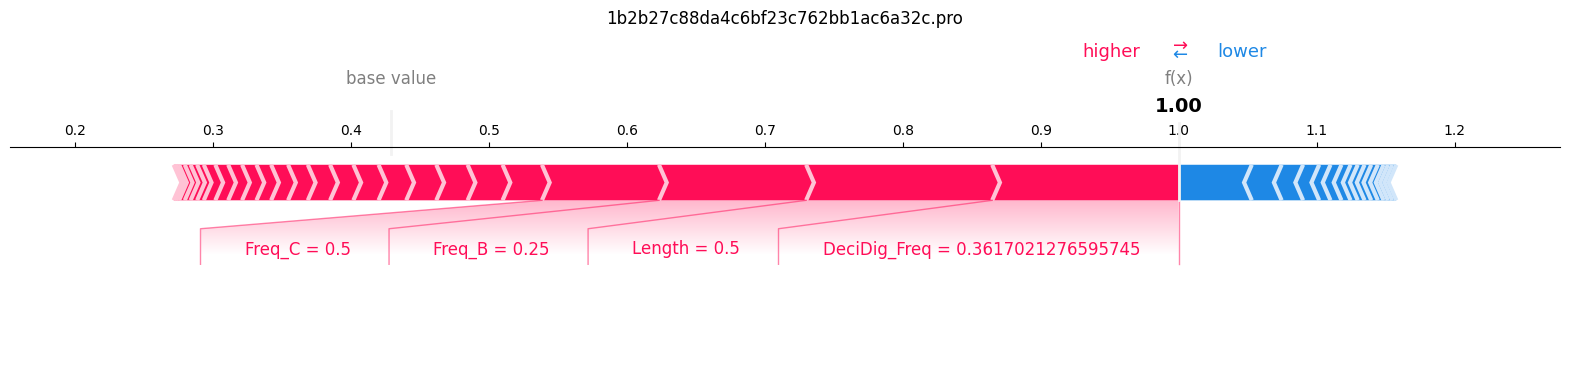 1b2b27c88da4c6bf23c762bb1ac6a32c.pro
higher ⇄ lower
base value f(x)
1.00
0.2 0.3 0.4 0.5 0.6 0.7 0.8 0.9 1.0 1.1 1.2
Freq_C = 0.5 Freq_B = 0.25 Length = 0.5 DeciDig_Freq = 0.3617021276595745